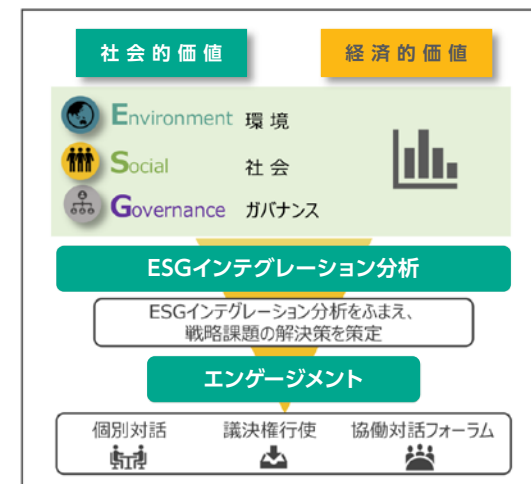 社会的価値
経済的価値
Environment 環境
Social 社会
Governance ガバナンス
ESGインテグレーション分析
ESGインテグレーション分析をふまえ、
戦略課題の解決策を策定
エンゲージメント
個別対話
議決権行使
協働対話フォーラム